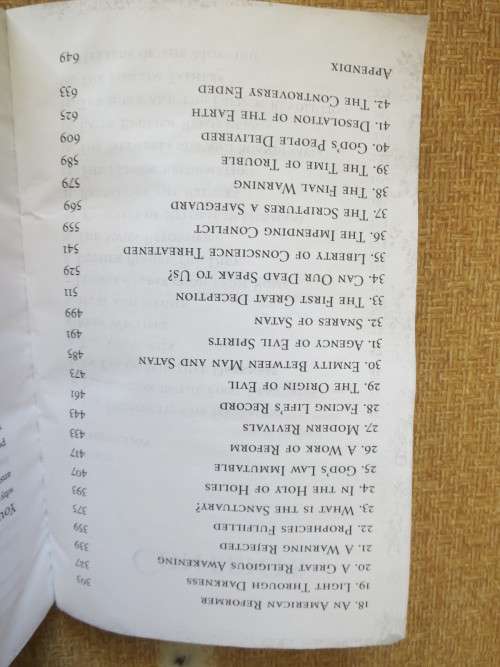 18. An American Reformer 303
19. Light Through Darkness 327
20. A Great Religious Awakening 339
21. A Warning Rejected 359
22. Prophecies Fulfilled 375
23. What is the Sanctuary? 393
24. In the Holy of Holies 407
25. God's Law Immutable 417
26. A Work of Reform 433
27. Modern Revivals 443
28. Facing Life's Record 461
29. The Origin of Evil 473
30. Enmity Between Man and Satan 485
31. Agency of Evil Spirits 491
32. Snares of Satan 499
33. The First Great Deception 511
34. Can Our Dead Speak to Us? 529
35. Liberty of Conscience Threatened 541
36. The Impending Conflict 559
37. The Scriptures a Safeguard 569
38. The Final Warning 579
39. The Time of Trouble 589
40. God's People Delivered 609
41. Desolation of the Earth 625
42. The Controversy Ended 633
Appendix 649